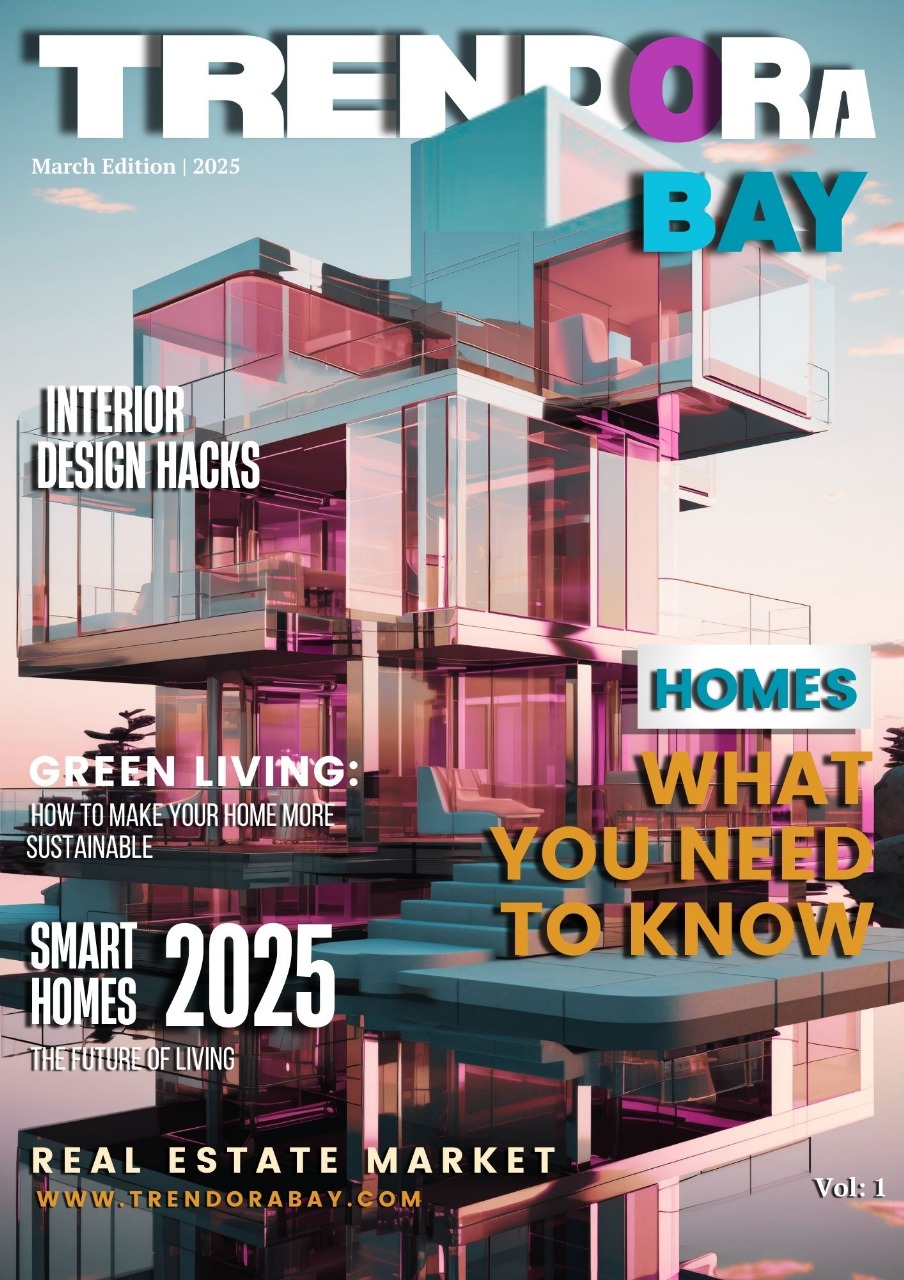 TRENDORA
March Edition | 2025
BAY
INTERIOR
DESIGN HACKS
HOMES
WHAT
YOU NEED
TO KNOW
GREEN LIVING:
HOW TO MAKE YOUR HOME MORE
SUSTAINABLE
SMART
HOMES
2025
THE FUTURE OF LIVING
REAL ESTATE MARKET
WWW.TRENDORABAY.COM
Vol: 1